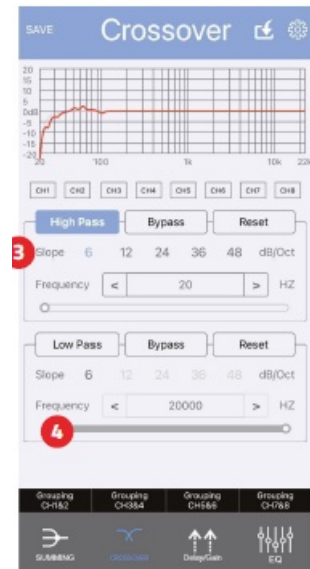 SAVE Crossover
20
15
10
5
0dB
-5
-10
-15
-20
20 100 1k 10k 22k
CH1 CH2 CH3 CH4 CH5 CH6 CH7 CH8
High Pass Bypass Reset
3 Slope 6 12 24 36 48 dB/Oct
Frequency < 20 > HZ
Low Pass Bypass Reset
Slope 6 12 24 36 48 dB/Oct
Frequency < 20000 > HZ
4
Grouping Grouping Grouping Grouping
CH1&2 CH3&4 CH5&6 CH7&8
SUMMING CROSSOVER Delay/Gain EQ